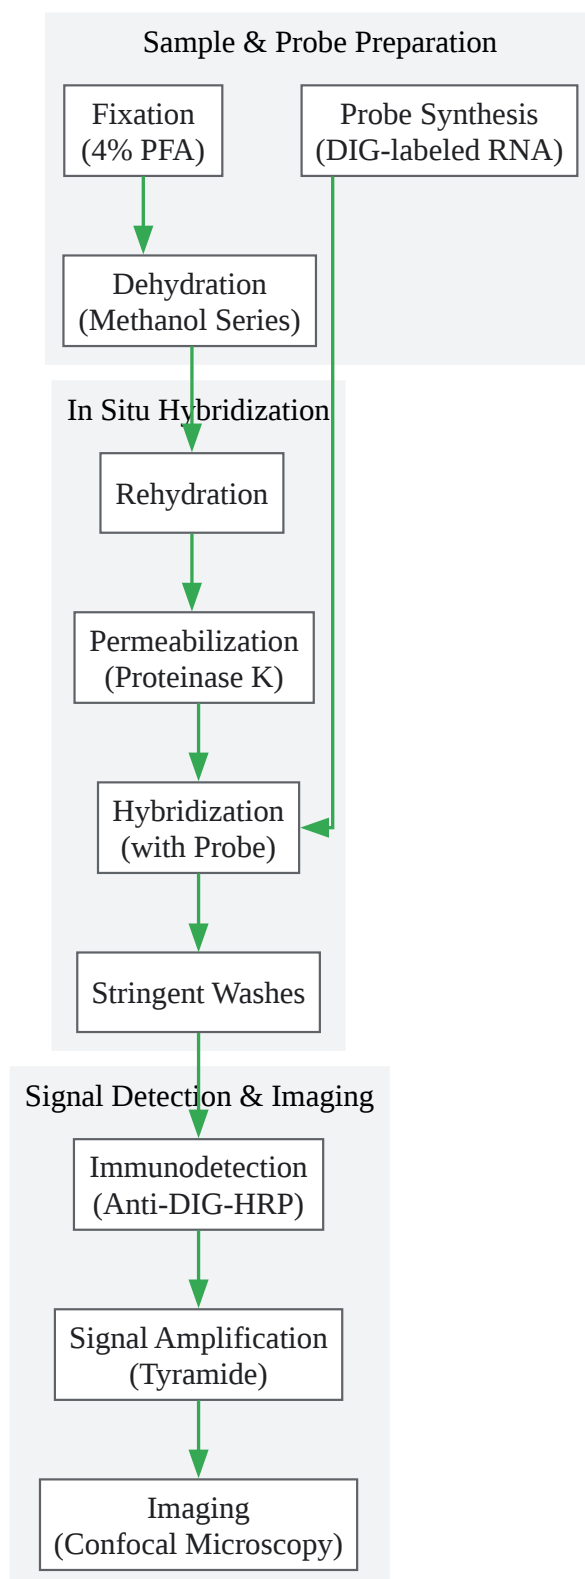 Sample & Probe Preparation
Fixation
(4% PFA)
Probe Synthesis
(DIG-labeled RNA)
Dehydration
(Methanol Series)
In Situ Hybridization
Rehydration
Permeabilization
(Proteinase K)
Hybridization
(with Probe)
Stringent Washes
Signal Detection & Imaging
Immunodetection
(Anti-DIG-HRP)
Signal Amplification
(Tyramide)
Imaging
(Confocal Microscopy)